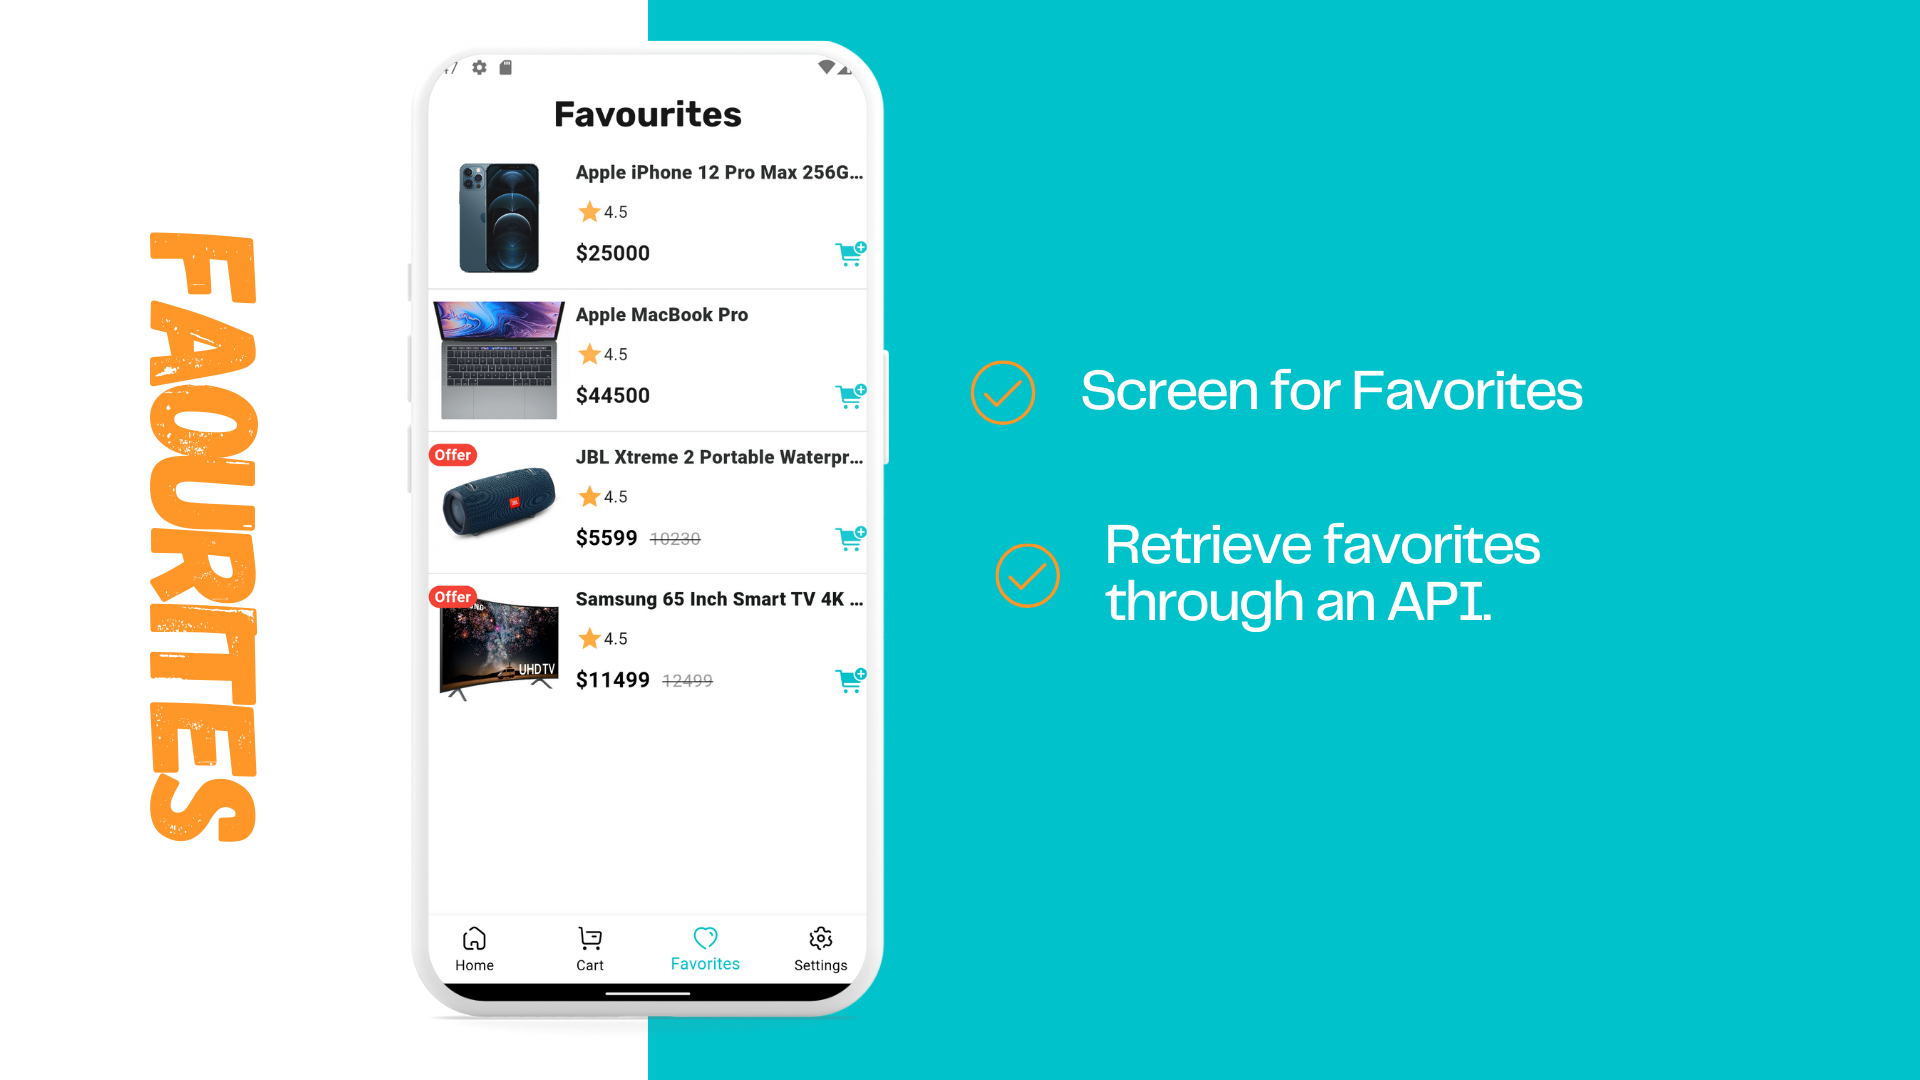 FAOURITES
Favourites
Apple iPhone 12 Pro Max 256G...
4.5
$25000
Apple MacBook Pro
4.5
$44500
Offer
JBL Xtreme 2 Portable Waterpr...
4.5
$5599 10230
Offer
Samsung 65 Inch Smart TV 4K ...
UHD TV
4.5
$11499 12499
Home Cart Favorites Settings
Screen for Favorites
Retrieve favorites
through an API.